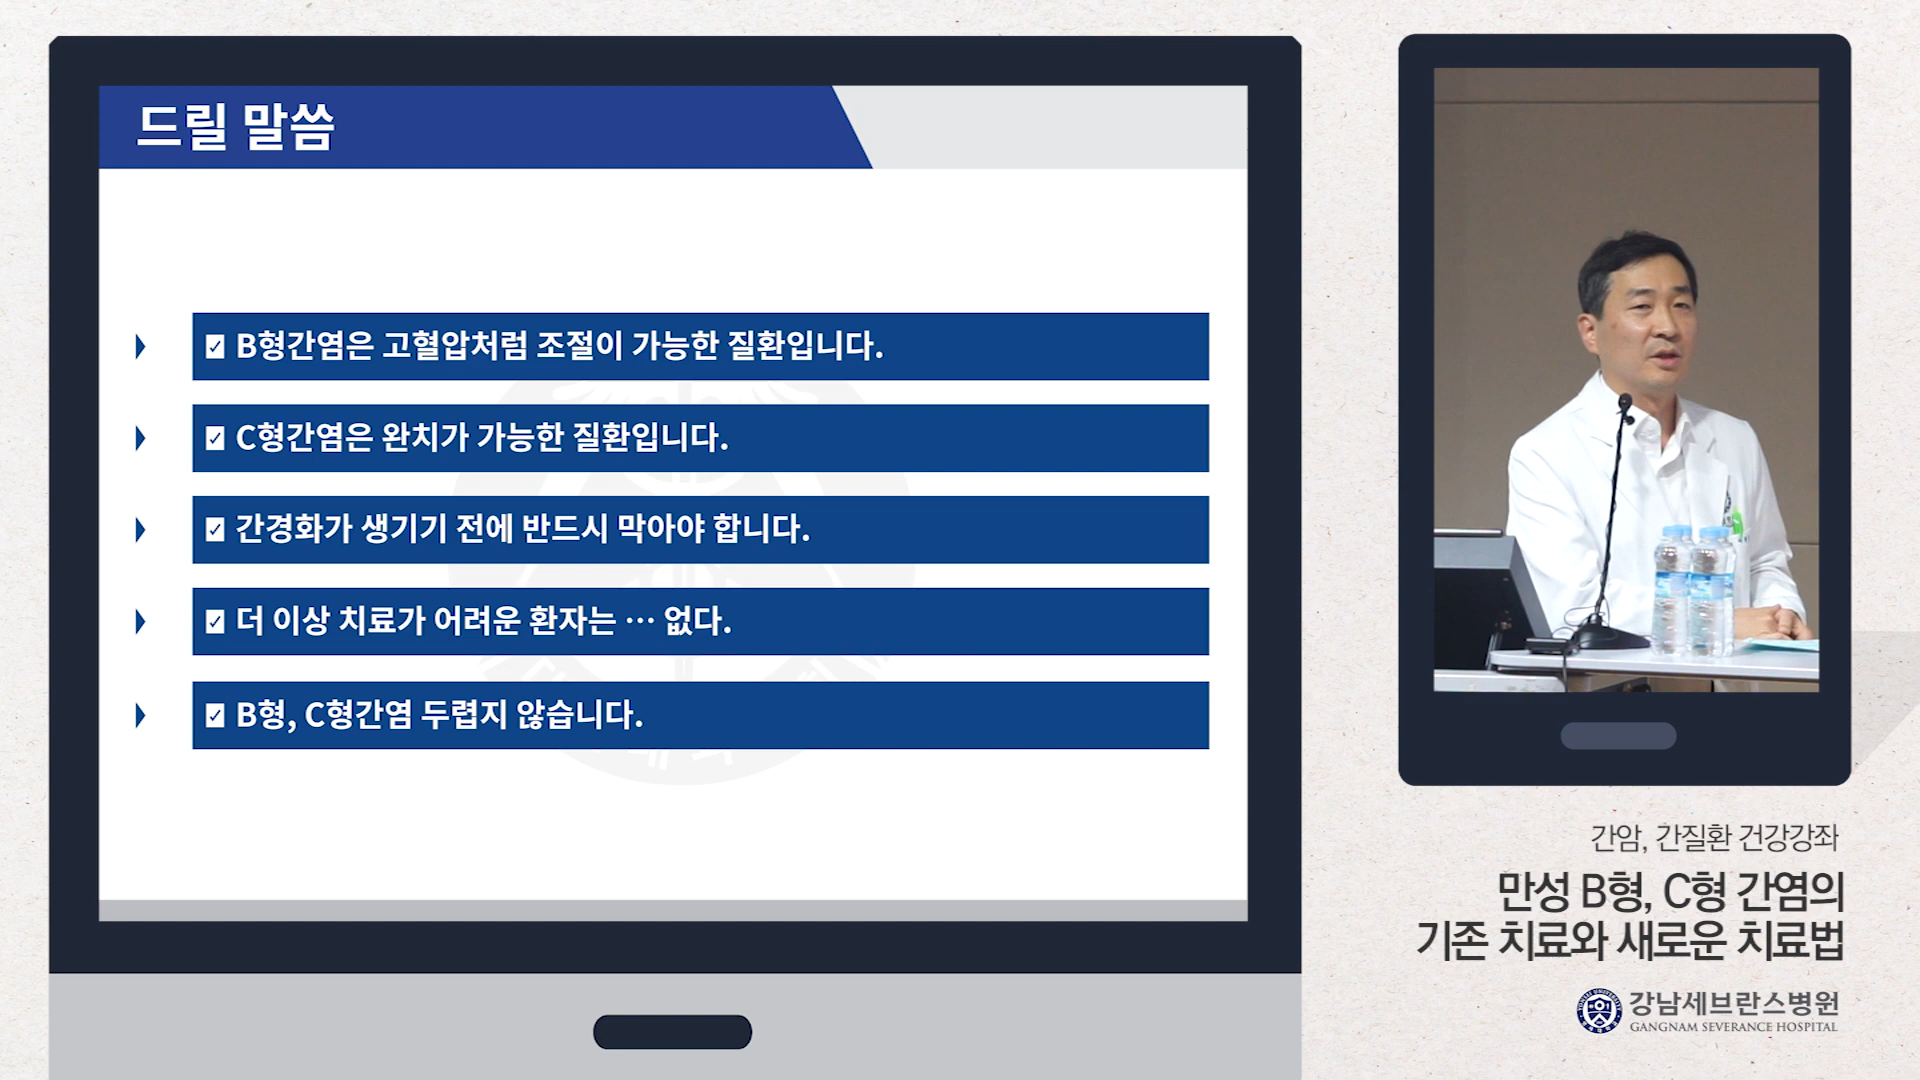 드릴 말씀
☑ B형간염은 고혈압처럼 조절이 가능한 질환입니다.
☑ C형간염은 완치가 가능한 질환입니다.
☑ 간경화가 생기기 전에 반드시 막아야 합니다.
☑ 더 이상 치료가 어려운 환자는 … 없다.
☑ B형, C형간염 두렵지 않습니다.
간암, 간질환 건강강좌
만성 B형, C형 간염의
기존 치료와 새로운 치료법
강남세브란스병원
GANGNAM SEVERANCE HOSPITAL